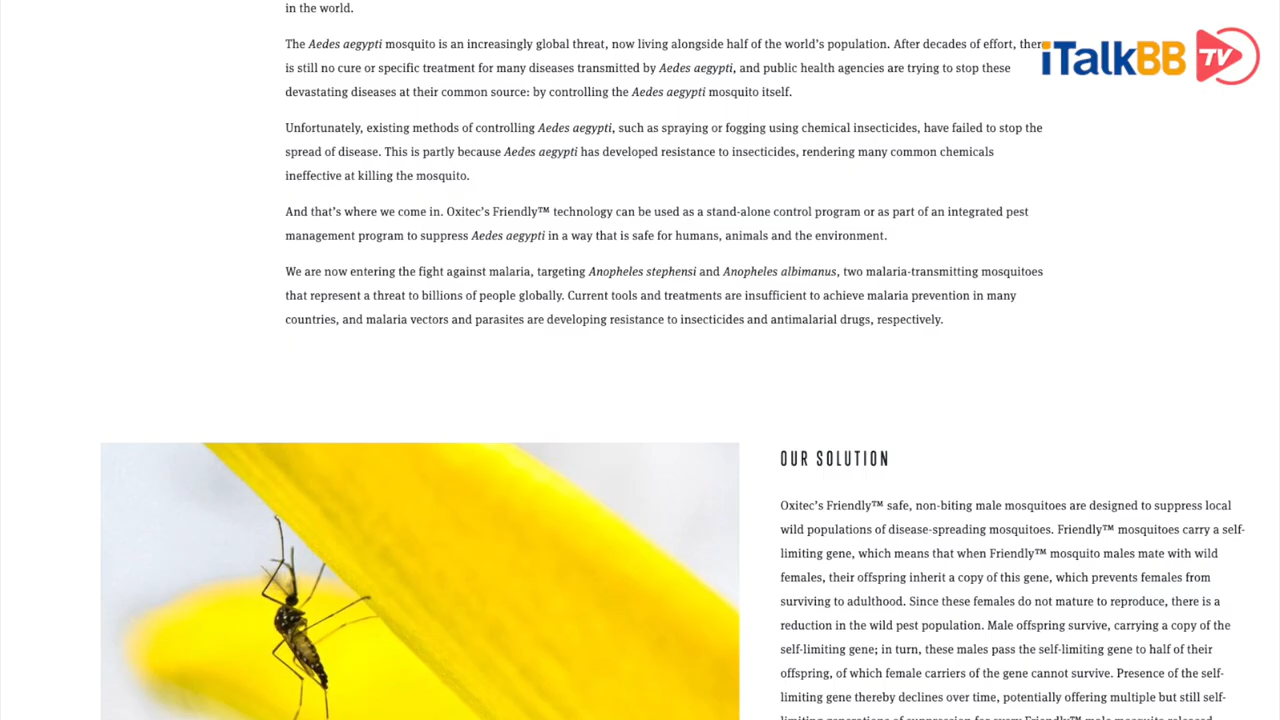 in the world.
The Aedes aegypti mosquito is an increasingly global threat, now living alongside half of the world's population. After decades of effort, ther
is still no cure or specific treatment for many diseases transmitted by Aedes aegypti, and public health agencies are trying to stop these
devastating diseases at their common source: by controlling the Aedes aegypti mosquito itself.
Unfortunately, existing methods of controlling Aedes aegypti, such as spraying or fogging using chemical insecticides, have failed to stop the
spread of disease. This is partly because Aedes aegypti has developed resistance to insecticides, rendering many common chemicals
ineffective at killing the mosquito.
And that's where we come in. Oxitec's Friendly™ technology can be used as a stand-alone control program or as part of an integrated pest
management program to suppress Aedes aegypti in a way that is safe for humans, animals and the environment.
We are now entering the fight against malaria, targeting Anopheles stephensi and Anopheles albimanus, two malaria-transmitting mosquitoes
that represent a threat to billions of people globally. Current tools and treatments are insufficient to achieve malaria prevention in many
countries, and malaria vectors and parasites are developing resistance to insecticides and antimalarial drugs, respectively.
iTalkBB TV
OUR SOLUTION
Oxitec's Friendly™ safe, non-biting male mosquitoes are designed to suppress local
wild populations of disease-spreading mosquitoes. Friendly™ mosquitoes carry a self-
limiting gene, which means that when Friendly™ mosquito males mate with wild
females, their offspring inherit a copy of this gene, which prevents females from
surviving to adulthood. Since these females do not mature to reproduce, there is a
reduction in the wild pest population. Male offspring survive, carrying a copy of the
self-limiting gene; in turn, these males pass the self-limiting gene to half of their
offspring, of which female carriers of the gene cannot survive. Presence of the self-
limiting gene thereby declines over time, potentially offering multiple but still self-
limiting generations of suppression for every Friendly™ male mosquito released.